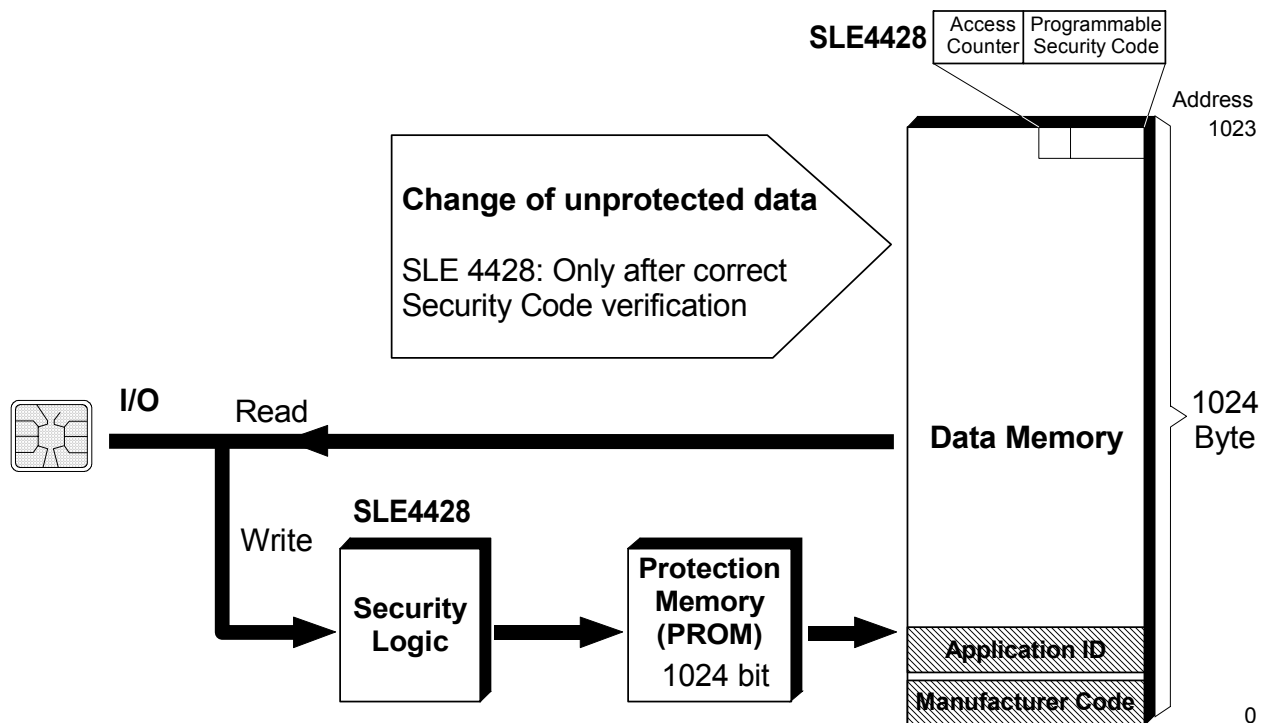 SLE4428
Access
Counter
Programmable
Security Code
Address
1023
Change of unprotected data
SLE 4428: Only after correct
Security Code verification
I/O
Read
Data Memory
1024
Byte
Write
SLE4428
Security
Logic
Protection
Memory
(PROM)
1024 bit
Application ID
Manufacturer Code
0